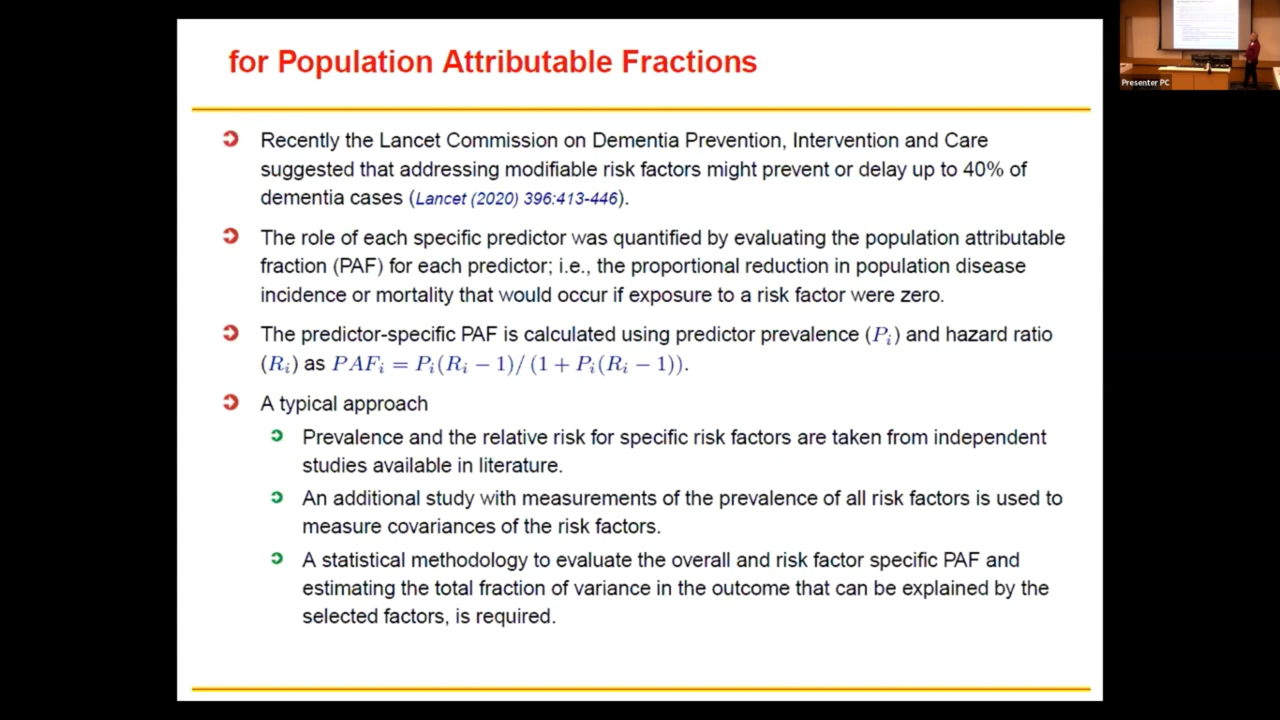 for Population Attributable Fractions
Recently the Lancet Commission on Dementia Prevention, Intervention and Care
suggested that addressing modifiable risk factors might prevent or delay up to 40% of
dementia cases (Lancet (2020) 396:413-446).
The role of each specific predictor was quantified by evaluating the population attributable
fraction (PAF) for each predictor; i.e., the proportional reduction in population disease
incidence or mortality that would occur if exposure to a risk factor were zero.
The predictor-specific PAF is calculated using predictor prevalence (Pᵢ) and hazard ratio
(Rᵢ) as PAFᵢ = Pᵢ(Rᵢ − 1)/(1 + Pᵢ(Rᵢ − 1)).
A typical approach
Prevalence and the relative risk for specific risk factors are taken from independent
studies available in literature.
An additional study with measurements of the prevalence of all risk factors is used to
measure covariances of the risk factors.
A statistical methodology to evaluate the overall and risk factor specific PAF and
estimating the total fraction of variance in the outcome that can be explained by the
selected factors, is required.
Presenter PC